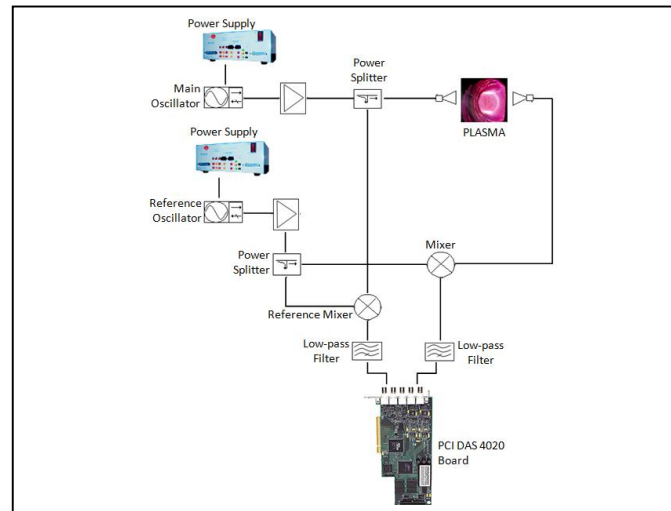 Power Supply
Power
Splitter
Main
Oscillator
PLASMA
Power Supply
Reference
Oscillator
Mixer
Power
Splitter
Reference Mixer
Low-pass
Filter
Low-pass
Filter
PCI DAS 4020
Board